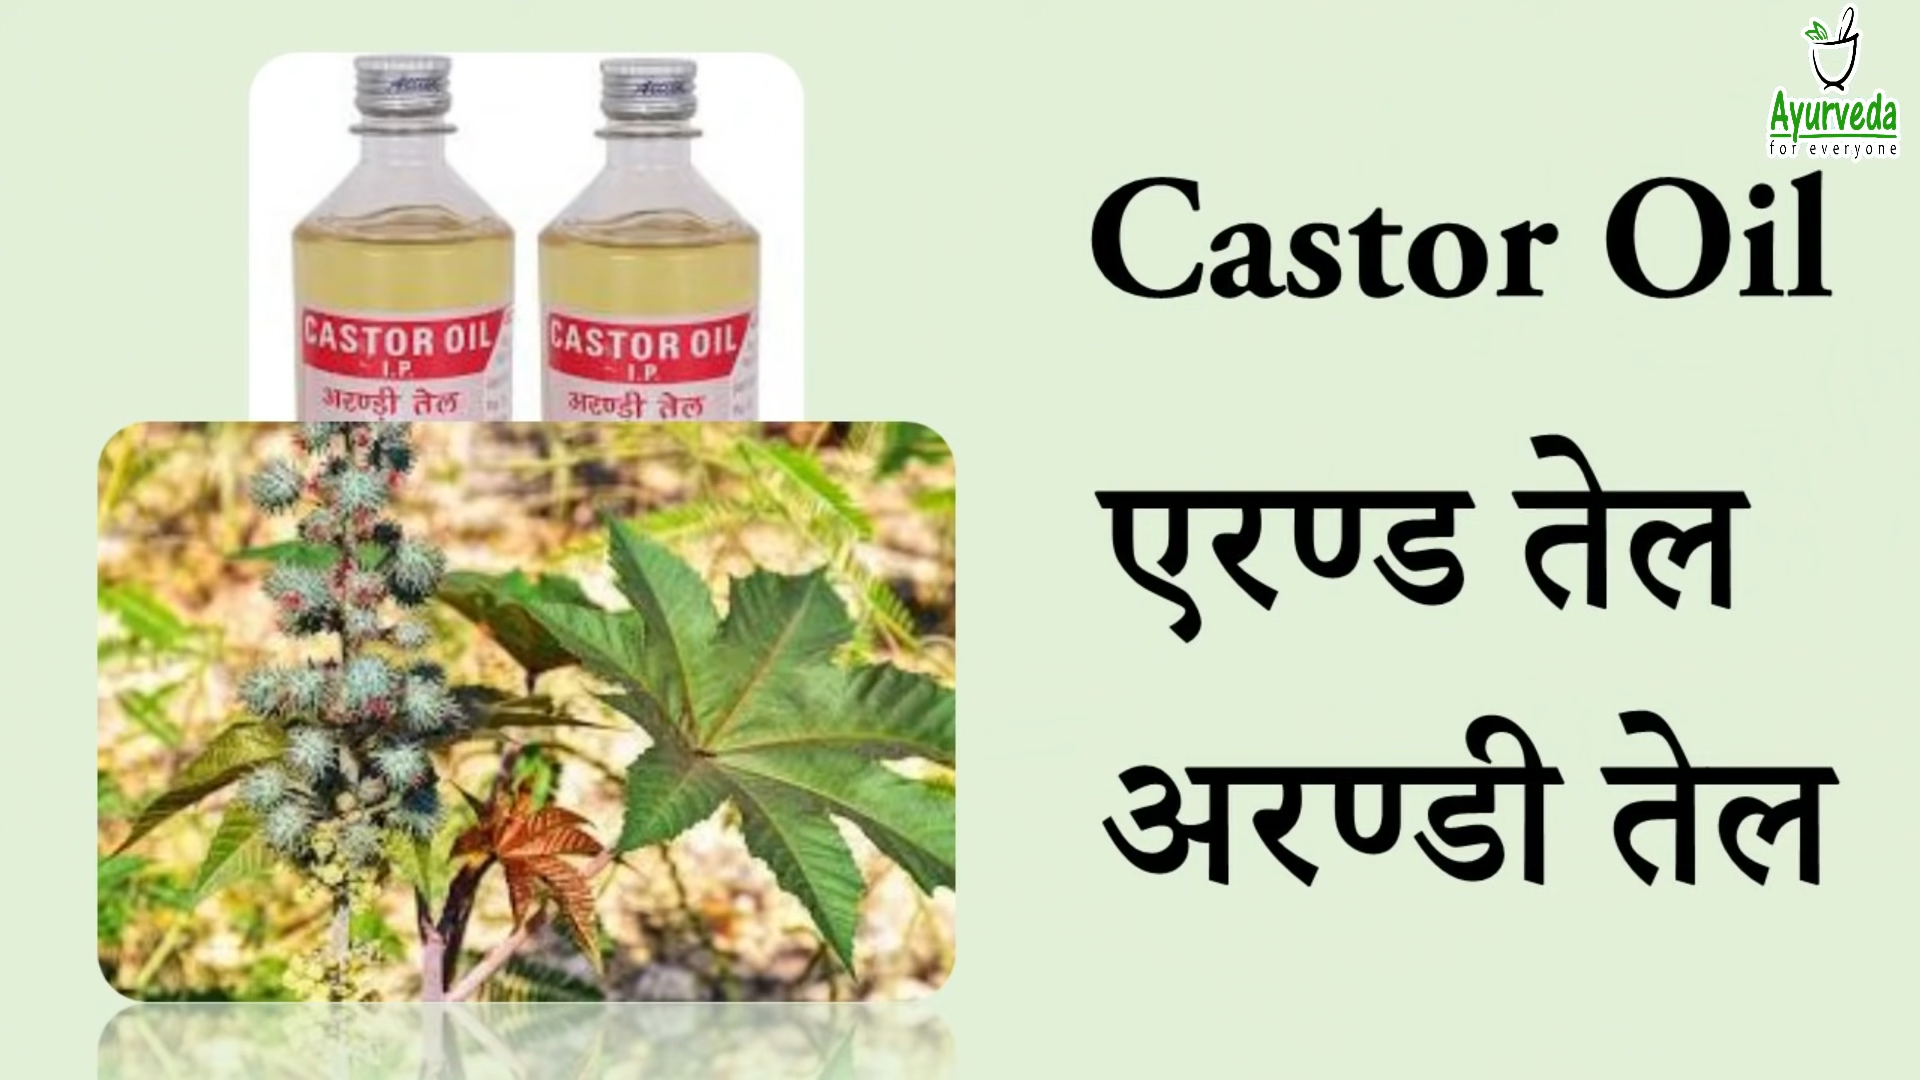 Ayurveda
for everyone
Castor Oil
एरण्ड तेल
अरण्डी तेल
CASTOR OIL
I.P.
अरण्डी तेल
CASTOR OIL
I.P.
अरण्डी तेल